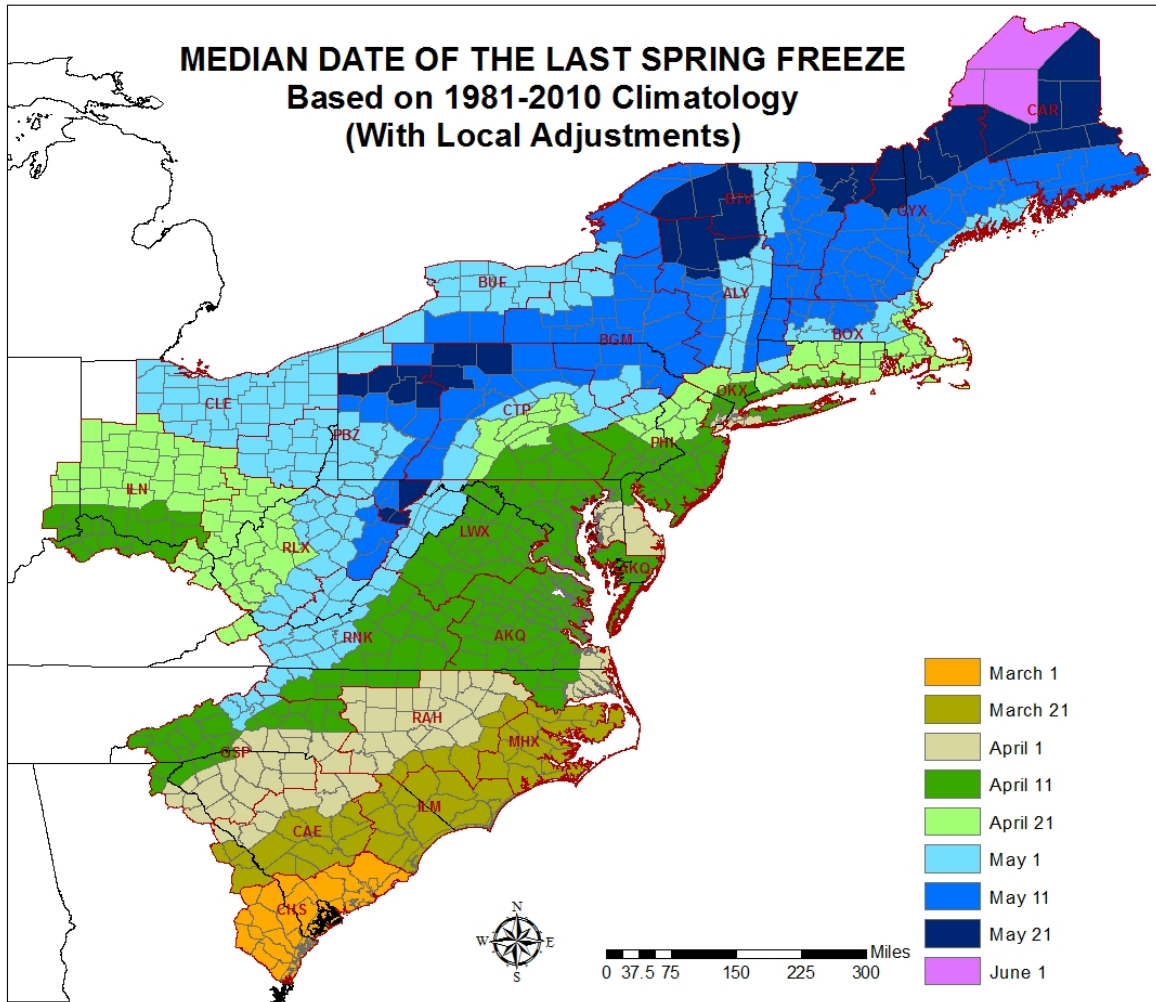 MEDIAN DATE OF THE LAST SPRING FREEZE
Based on 1981-2010 Climatology
(With Local Adjustments)
CAR
BTV
GYX
BUF
ALY
BOX
BGM
OKX
CLE
CTP
PBZ
PHI
ILN
LWX
RLX
AKQ
RNK
AKQ
RAH
GSP
MHX
ILM
CAE
CHS
March 1
March 21
April 1
April 11
April 21
May 1
May 11
May 21
June 1
N
W E
S
Miles
0 37.5 75 150 225 300